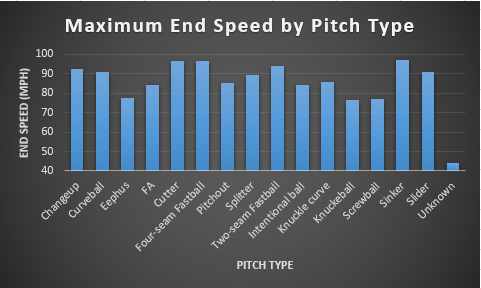 Maximum End Speed by Pitch Type
END SPEED (MPH)
100
90
80
70
60
50
40
Changeup
Curveball
Eephus
FA
Cutter
Four-seam Fastball
Pitchout
Splitter
Two-seam Fastball
Intentional ball
Knuckle curve
Knuckeball
Screwball
Sinker
Slider
Unknown
PITCH TYPE